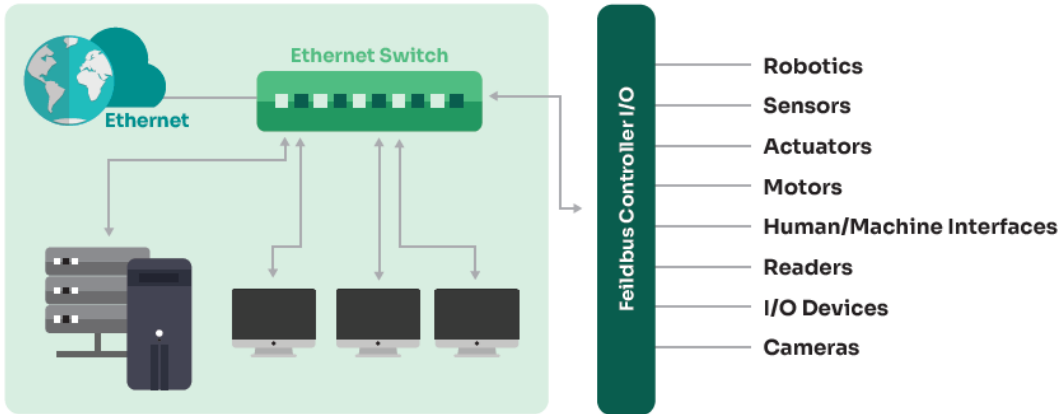 Ethernet Switch
Ethernet
Feildbus Controller I/O
Robotics
Sensors
Actuators
Motors
Human/Machine Interfaces
Readers
I/O Devices
Cameras